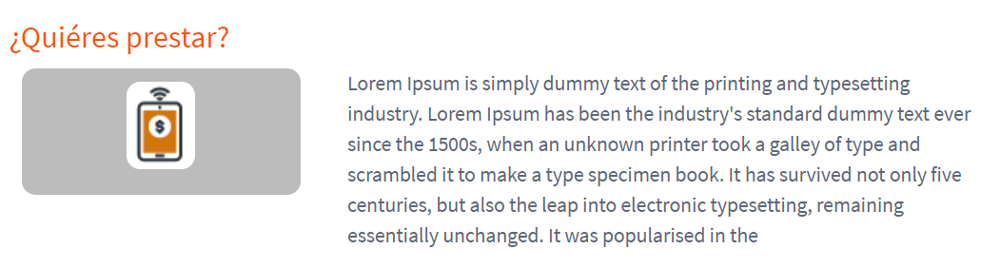 ¿Quiéres prestar?
$
Lorem Ipsum is simply dummy text of the printing and typesetting
industry. Lorem Ipsum has been the industry's standard dummy text ever
since the 1500s, when an unknown printer took a galley of type and
scrambled it to make a type specimen book. It has survived not only five
centuries, but also the leap into electronic typesetting, remaining
essentially unchanged. It was popularised in the